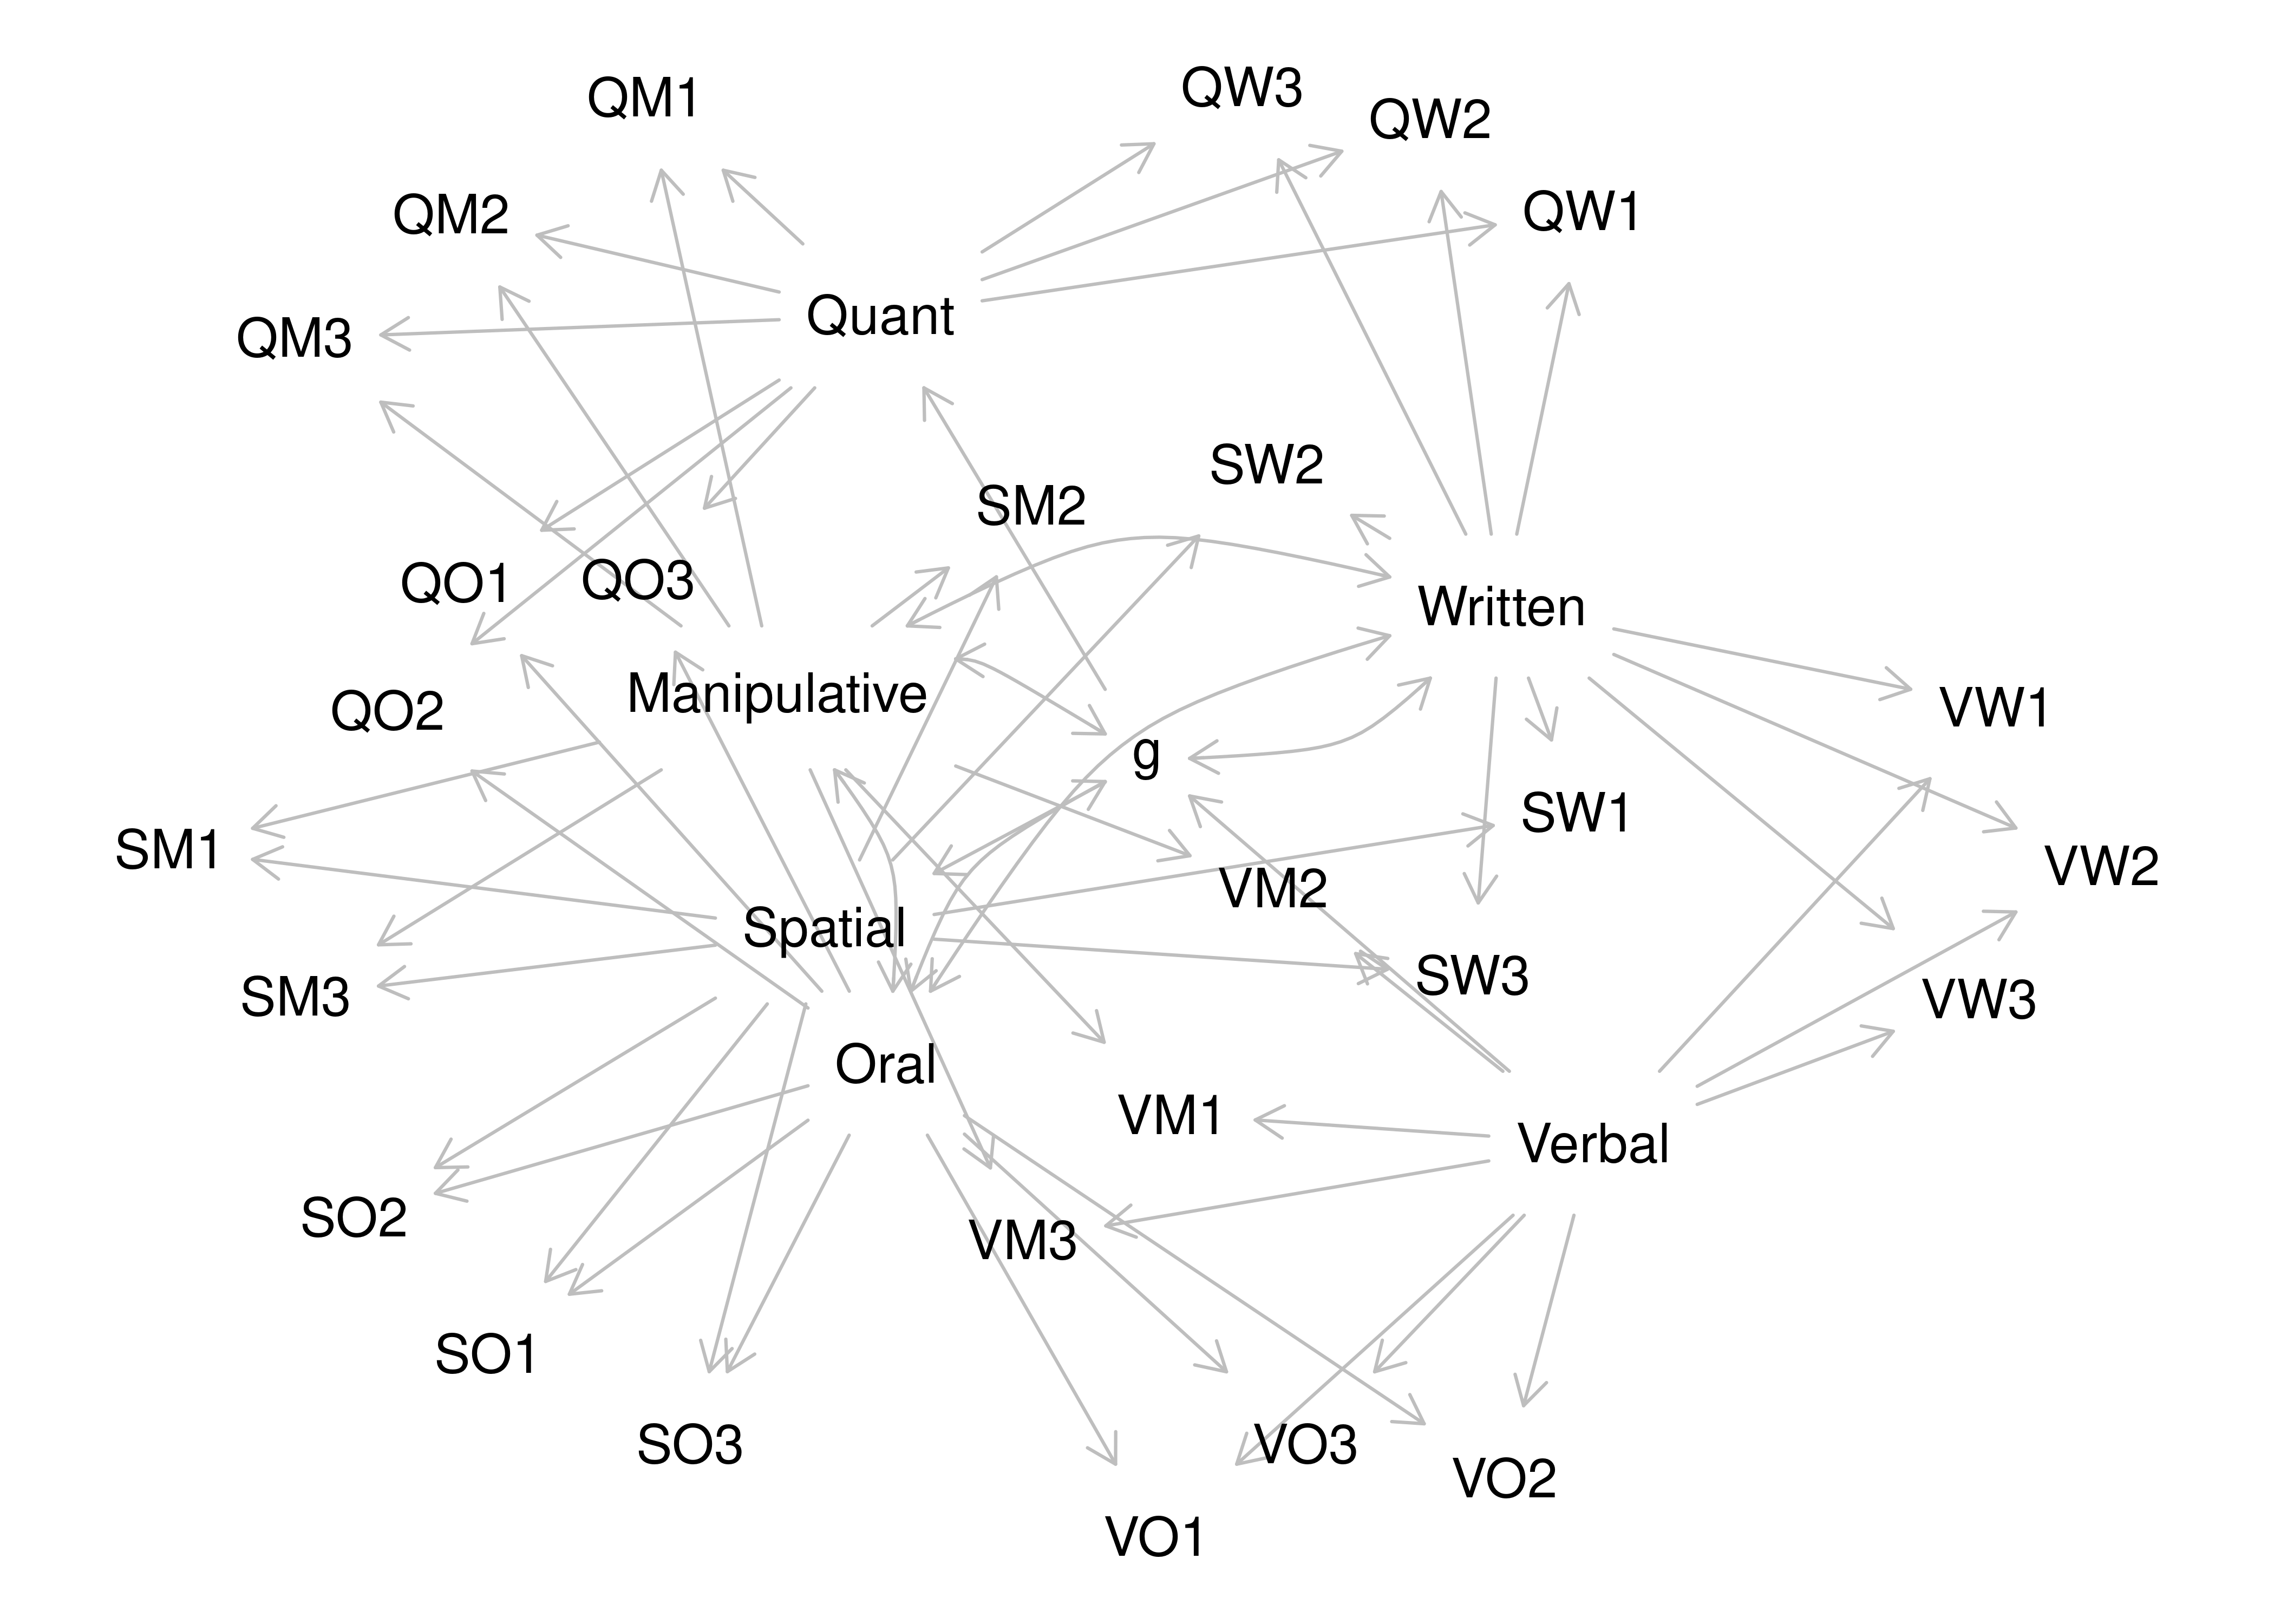 QW3
QM1
QW2
QW1
QM2
Quant
QM3
SW2
SM2
QO3
QO1
Written
Manipulative
VW1
QO2
g
SW1
SM1
VW2
VM2
Spatial
SW3
SM3
VW3
Oral
VM1
Verbal
SO2
VM3
SO1
SO3
VO3
VO2
VO1